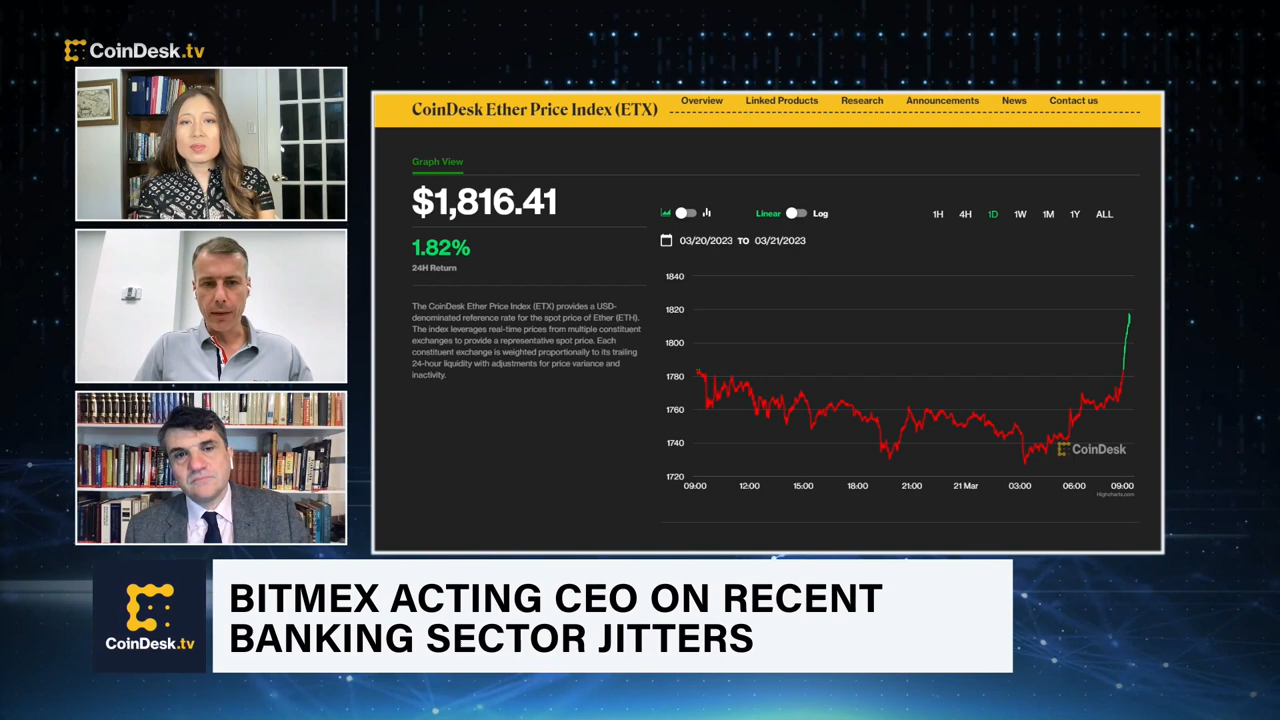 CoinDesk.tv
CoinDesk Ether Price Index (ETX)
Overview
Linked Products
Research
Announcements
News
Contact us
Graph View
$1,816.41
1.82%
24H Return
The CoinDesk Ether Price Index (ETX) provides a USD-
denominated reference rate for the spot price of Ether (ETH).
The index leverages real-time prices from multiple constituent
exchanges to provide a representative spot price. Each
constituent exchange is weighted proportionally to its trailing
24-hour liquidity with adjustments for price variance and
inactivity.
Linear Log
1H 4H 1D 1W 1M 1Y ALL
03/20/2023 TO 03/21/2023
1840
1820
1800
1780
1760
1740
1720
CoinDesk
09:00 12:00 15:00 18:00 21:00 21 Mar 03:00 06:00 09:00
Highcharts.com
CoinDesk.tv
BITMEX ACTING CEO ON RECENT
BANKING SECTOR JITTERS